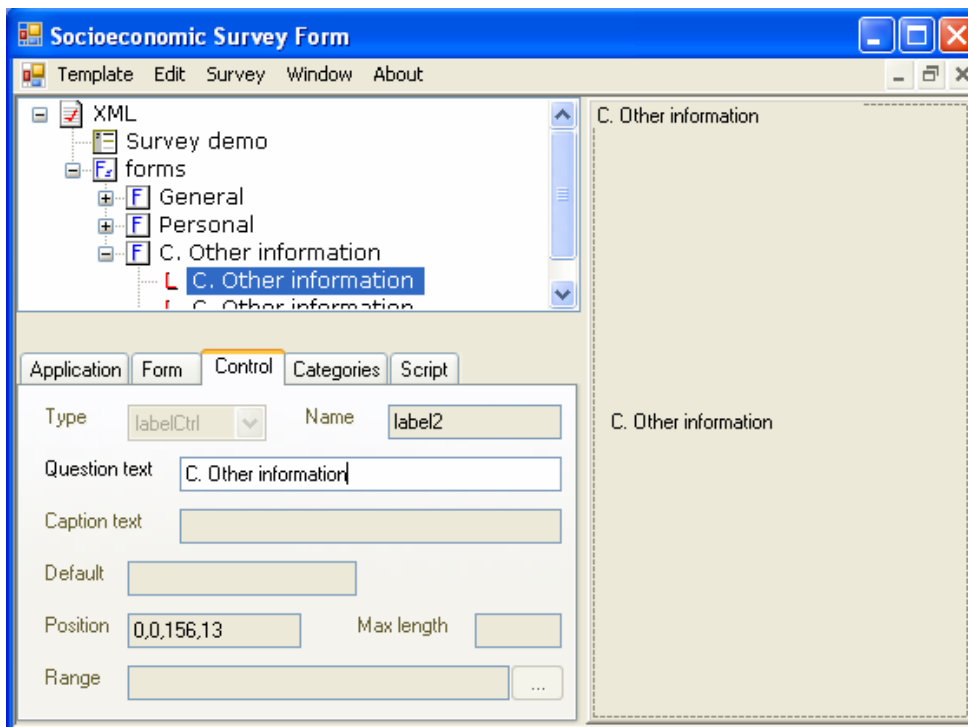 Socioeconomic Survey Form
Template Edit Survey Window About
XML
Survey demo
forms
General
Personal
C. Other information
C. Other information
C. Other information
C. Other information
C. Other information
Application Form Control Categories Script
Type labelCtrl Name label2
Question text C. Other information
Caption text
Default
Position 0,0,156,13 Max length
Range ...